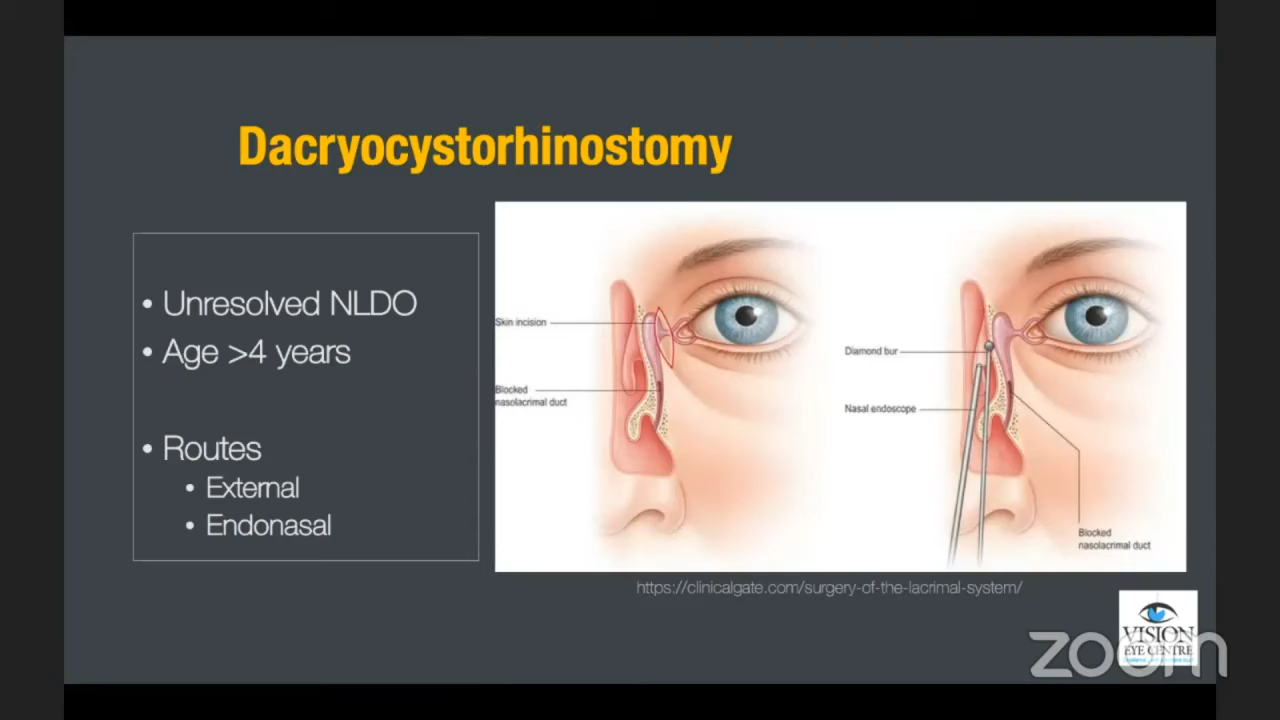 Dacryocystorhinostomy
• Unresolved NLDO
• Age >4 years
• Routes
• External
• Endonasal
Skin incision
Blocked
nasolacrimal duct
Diamond bur
Nasal endoscope
Blocked
nasolacrimal duct
https://clinicalgate.com/surgery-of-the-lacrimal-system/
VISION
EYE CENTRE
zoom